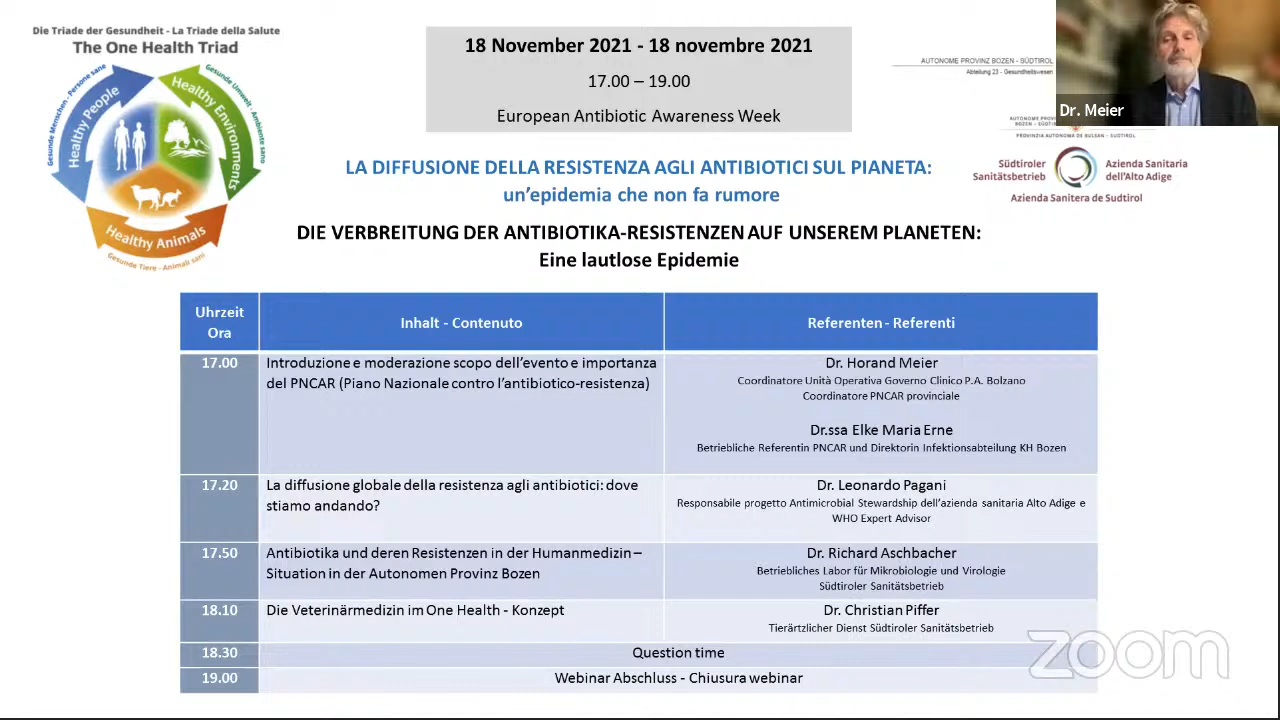 Die Triade der Gesundheit - La Triade della Salute
The One Health Triad
Gesunde Menschen - Persone sane
Healthy People
Healthy Environments
Gesunde Umwelt - Ambiente sano
Healthy Animals
Gesunde Tiere - Animali sani
18 November 2021 - 18 novembre 2021
17.00 – 19.00
European Antibiotic Awareness Week
AUTONOME PROVINZ BOZEN - SÜDTIROL
Abteilung 23 - Gesundheitswesen
Dr. Meier
PROVINZIA AUTONOMA DE BULSAN - SÜDTIROL
Südtiroler
Sanitätsbetrieb
Azienda Sanitaria
dell'Alto Adige
Azienda Sanitera de Sudtirol
LA DIFFUSIONE DELLA RESISTENZA AGLI ANTIBIOTICI SUL PIANETA:
un'epidemia che non fa rumore
DIE VERBREITUNG DER ANTIBIOTIKA-RESISTENZEN AUF UNSEREM PLANETEN:
Eine lautlose Epidemie
Uhrzeit
Ora
Inhalt - Contenuto
Referenten - Referenti
17.00
Introduzione e moderazione scopo dell'evento e importanza
del PNCAR (Piano Nazionale contro l'antibiotico-resistenza)
Dr. Horand Meier
Coordinatore Unità Operativa Governo Clinico P.A. Bolzano
Coordinatore PNCAR provinciale
Dr.ssa Elke Maria Erne
Betriebliche Referentin PNCAR und Direktorin Infektionsabteilung KH Bozen
17.20
La diffusione globale della resistenza agli antibiotici: dove
stiamo andando?
Dr. Leonardo Pagani
Responsabile progetto Antimicrobial Stewardship dell'azienda sanitaria Alto Adige e
WHO Expert Advisor
17.50
Antibiotika und deren Resistenzen in der Humanmedizin –
Situation in der Autonomen Provinz Bozen
Dr. Richard Aschbacher
Betriebliches Labor für Mikrobiologie und Virologie
Südtiroler Sanitätsbetrieb
18.10
Die Veterinärmedizin im One Health - Konzept
Dr. Christian Piffer
Tierärtzlicher Dienst Südtiroler Sanitätsbetrieb
18.30
Question time
19.00
Webinar Abschluss - Chiusura webinar
zoom